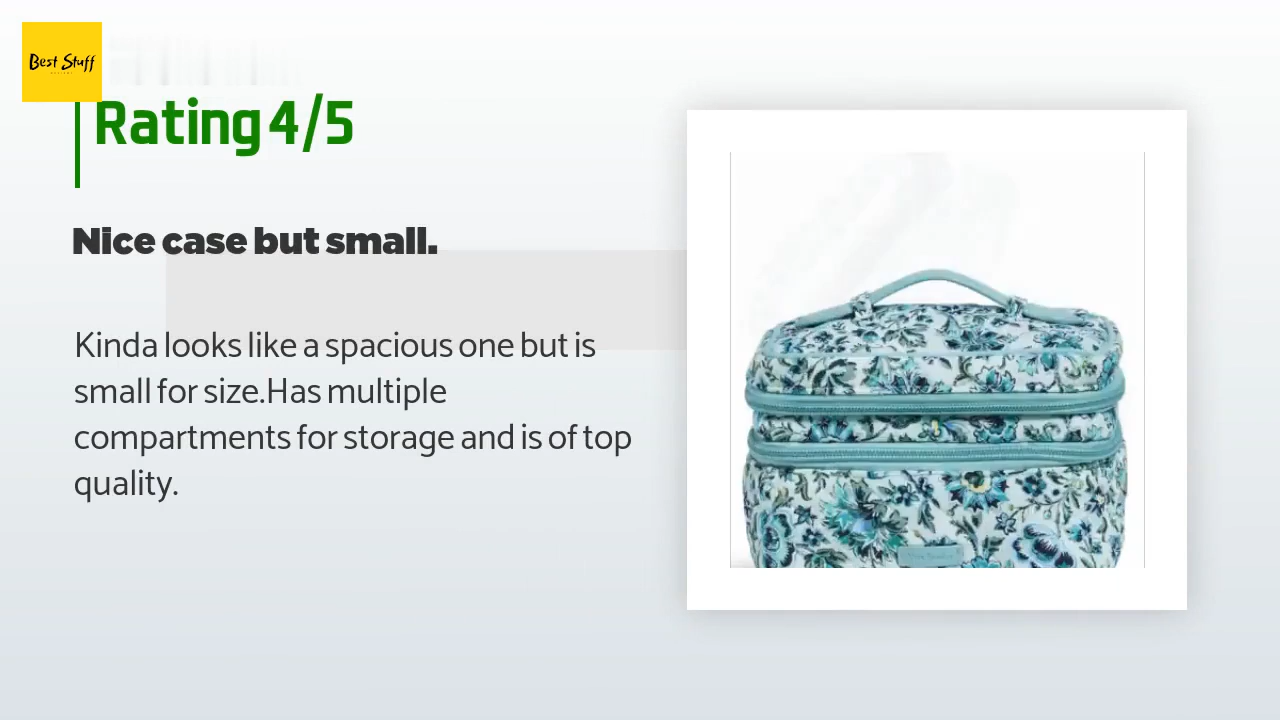 Best Stuff
Rating 4/5
Nice case but small.
Kinda looks like a spacious one but is
small for size.Has multiple
compartments for storage and is of top
quality.